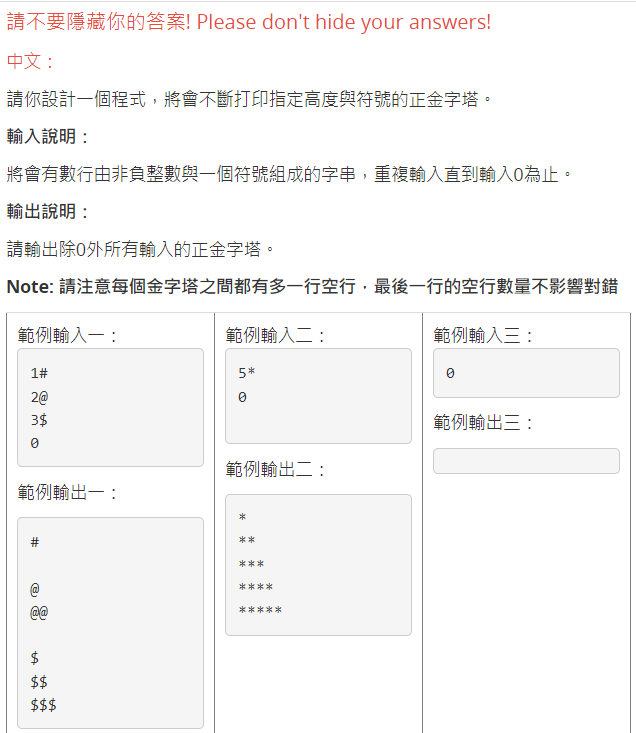 請不要隱藏你的答案! Please don't hide your answers!
中文：
請你設計一個程式，將會不斷打印指定高度與符號的正金字塔。
輸入說明：
將會有數行由非負整數與一個符號組成的字串，重複輸入直到輸入0為止。
輸出說明：
請輸出除0外所有輸入的正金字塔。
Note: 請注意每個金字塔之間都有多一行空行，最後一行的空行數量不影響對錯
範例輸入一：
1#
2@
3$
0
範例輸出一：
#
@
@@
$
$$
$$$
範例輸入二：
5*
0
範例輸出二：
*
**
***
****
*****
範例輸入三：
0
範例輸出三：